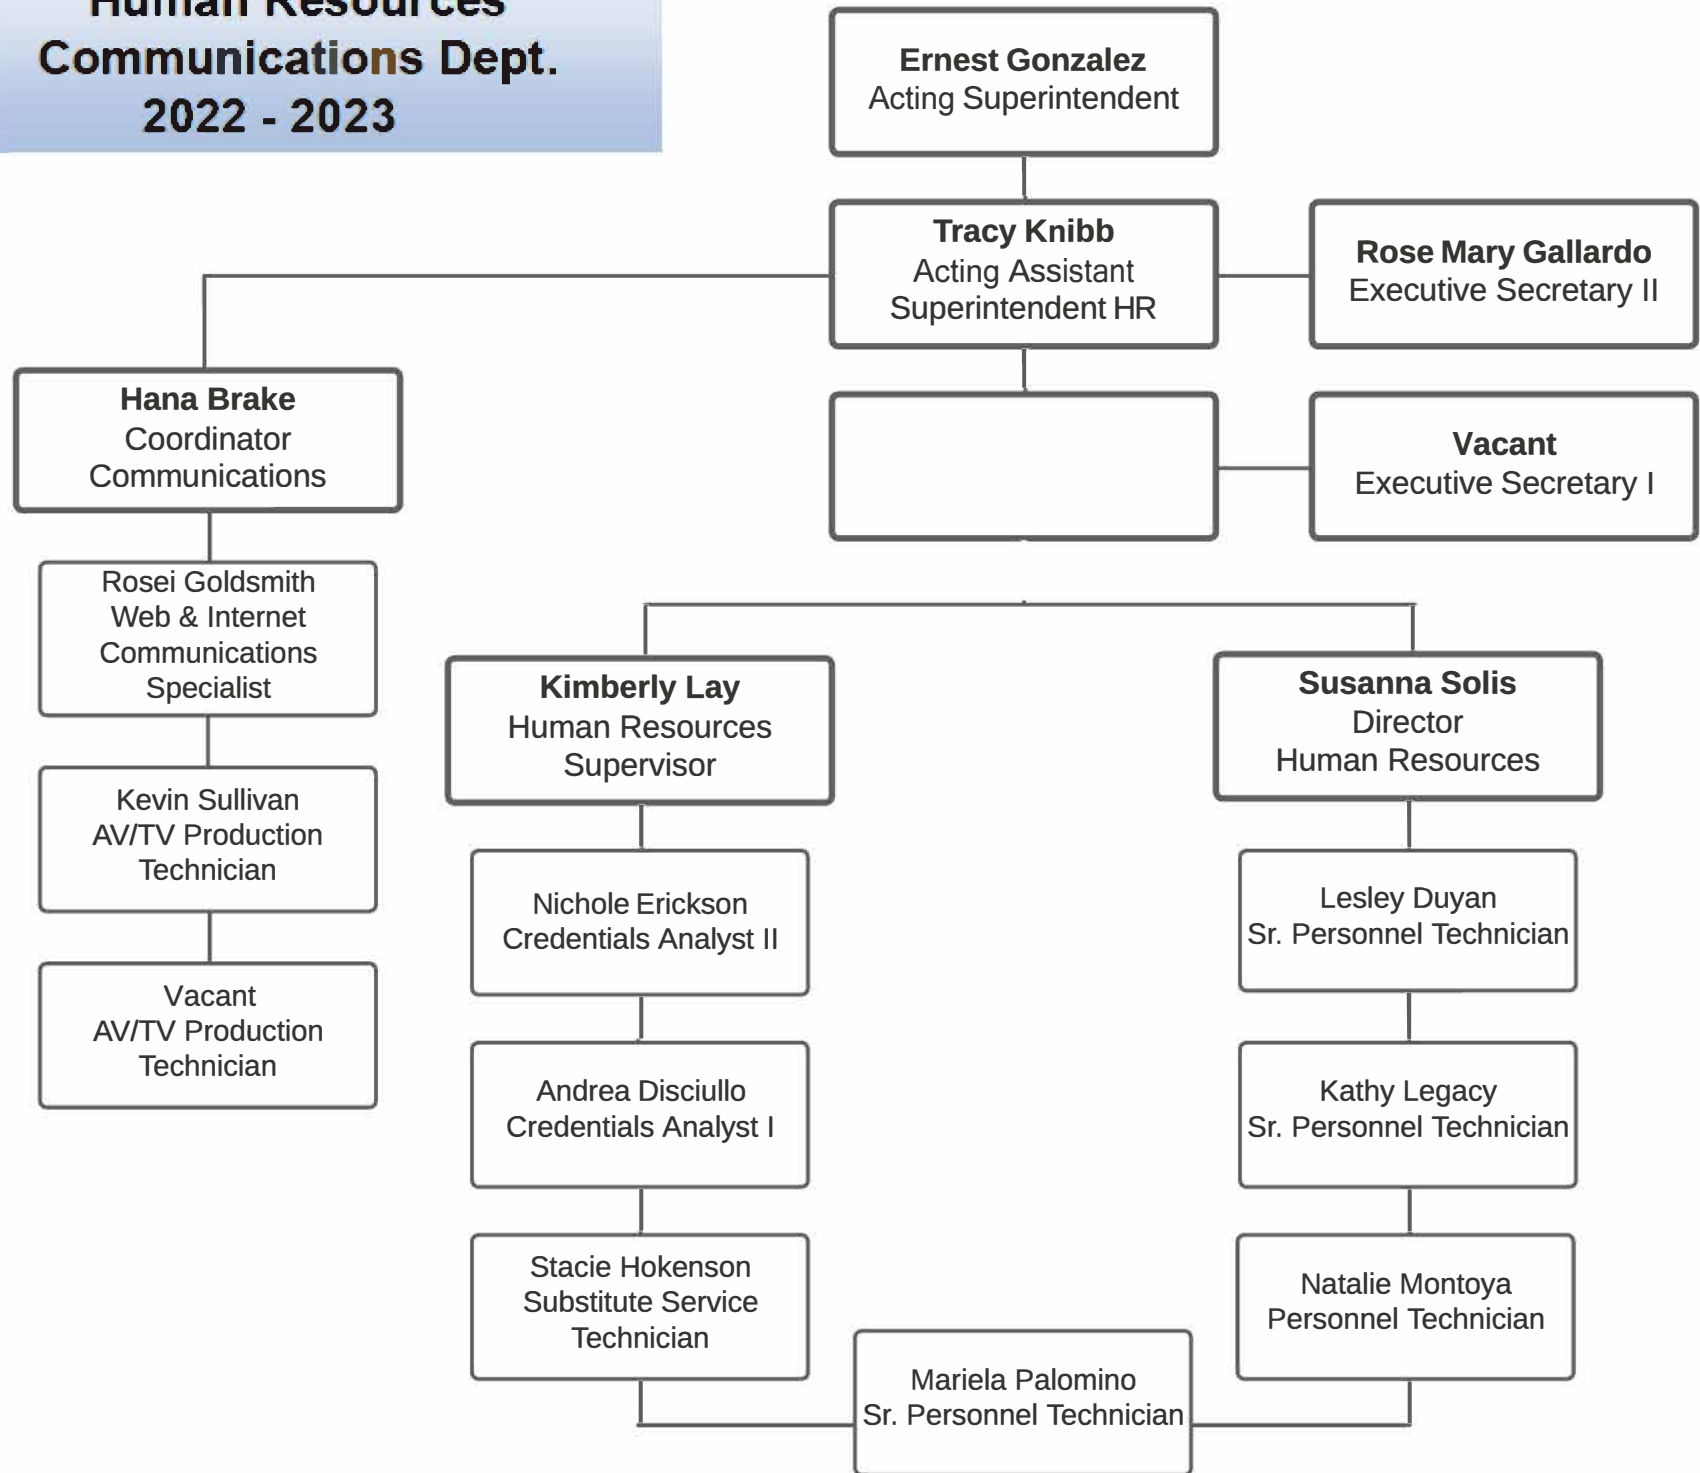 Human Resources
Communications Dept.
2022 - 2023
Ernest Gonzalez
Acting Superintendent
Tracy Knibb
Acting Assistant
Superintendent HR
Rose Mary Gallardo
Executive Secretary II
Hana Brake
Coordinator
Communications
Vacant
Executive Secretary I
Rosei Goldsmith
Web & Internet
Communications
Specialist
Kimberly Lay
Human Resources
Supervisor
Susanna Solis
Director
Human Resources
Kevin Sullivan
AV/TV Production
Technician
Nichole Erickson
Credentials Analyst II
Lesley Duyan
Sr. Personnel Technician
Vacant
AV/TV Production
Technician
Andrea Disciullo
Credentials Analyst I
Kathy Legacy
Sr. Personnel Technician
Stacie Hokenson
Substitute Service
Technician
Natalie Montoya
Personnel Technician
Mariela Palomino
Sr. Personnel Technician